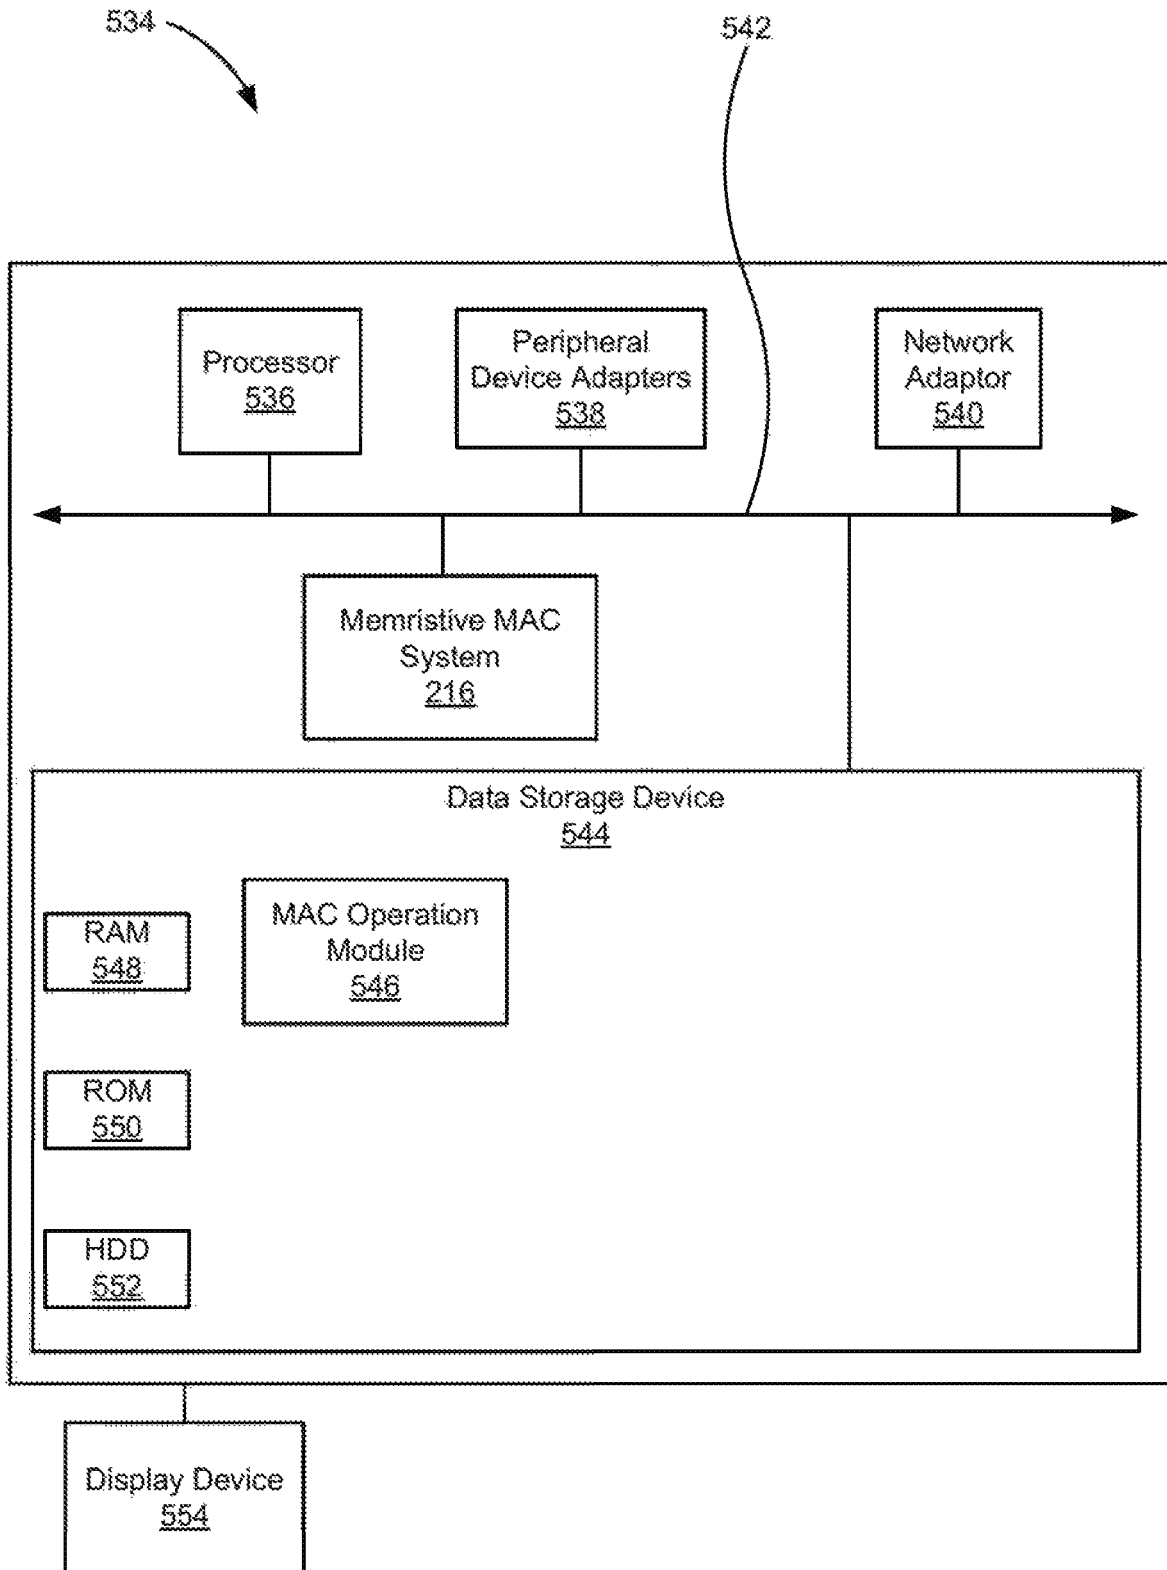 534
542
Processor
536
Peripheral
Device Adapters
538
Network
Adaptor
540
Memristive MAC
System
216
Data Storage Device
544
MAC Operation
Module
546
RAM
548
ROM
550
HDD
552
Display Device
554